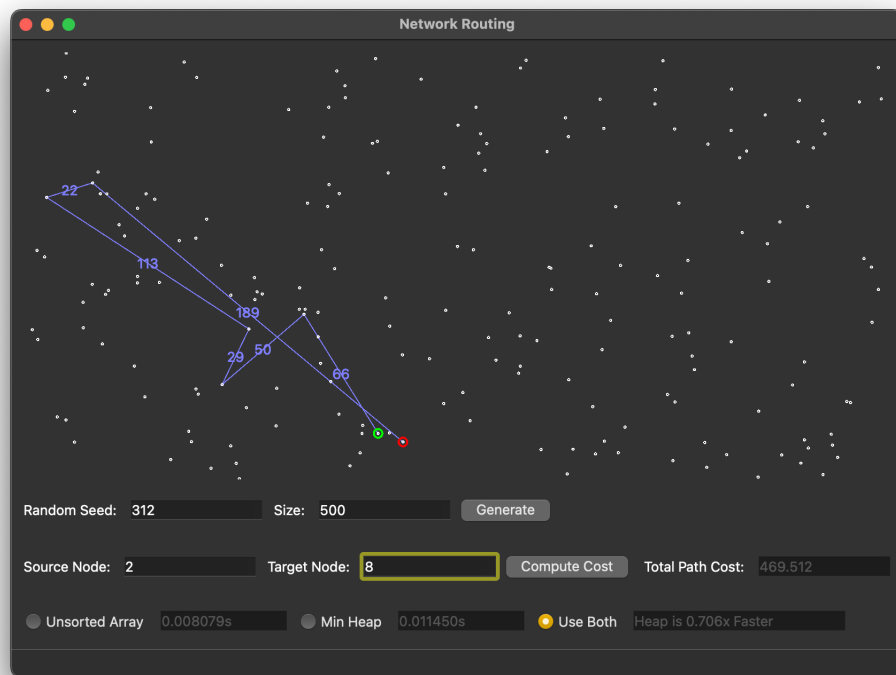 Network Routing
22
113
189
29 50
66
Random Seed: 312 Size: 500 Generate
Source Node: 2 Target Node: 8 Compute Cost Total Path Cost: 469.512
Unsorted Array 0.008079s Min Heap 0.011450s Use Both Heap is 0.706x Faster